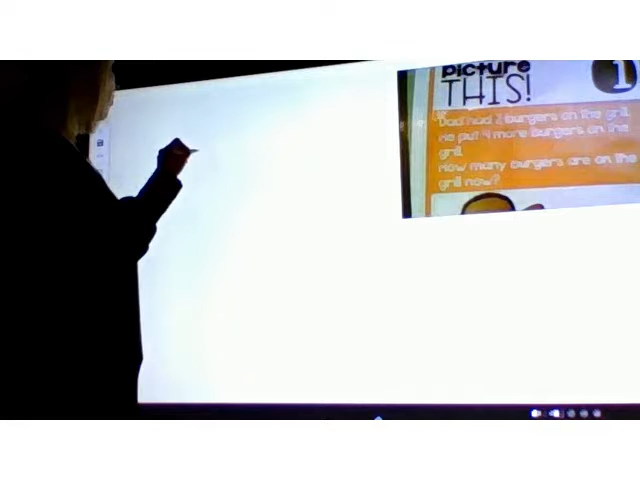 picture
THIS!
1
Dad had 2 burgers on the grill.
He put 4 more burgers on the
grill.
How many burgers are on the
grill now?